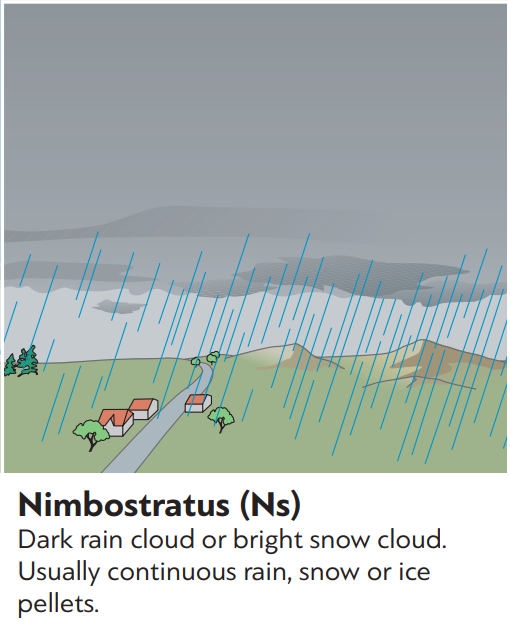 Nimbostratus (Ns)
Dark rain cloud or bright snow cloud.
Usually continuous rain, snow or ice
pellets.